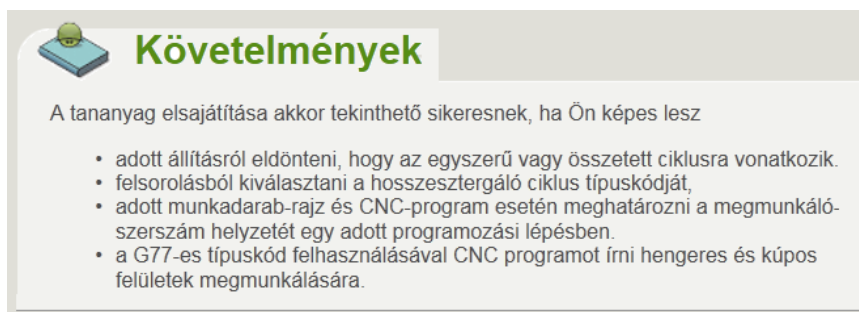 Követelmények
A tananyag elsajátítása akkor tekinthető sikeresnek, ha Ön képes lesz
• adott állításról eldönteni, hogy az egyszerű vagy összetett ciklusra vonatkozik.
• felsorolásból kiválasztani a hosszesztergáló ciklus típuskódját,
• adott munkadarab-rajz és CNC-program esetén meghatározni a megmunkáló-
szerszám helyzetét egy adott programozási lépésben.
• a G77-es típuskód felhasználásával CNC programot írni hengeres és kúpos
felületek megmunkálására.